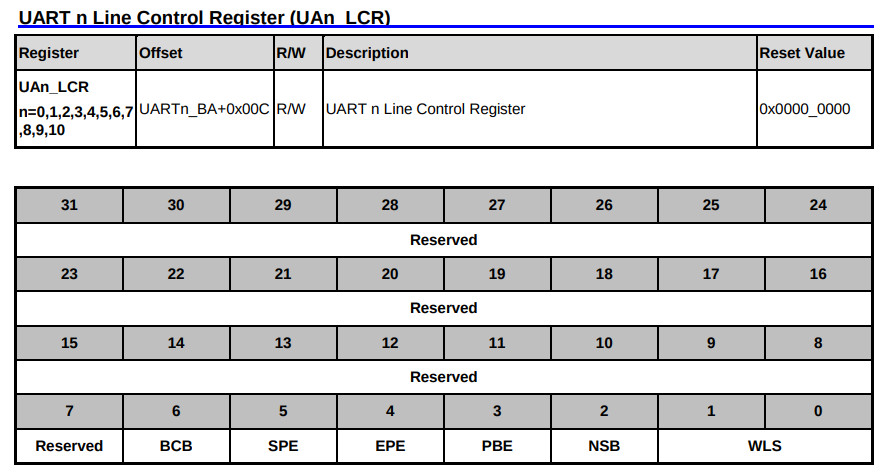 UART n Line Control Register (UAn_LCR)
Register Offset R/W Description Reset Value
UAn_LCR
n=0,1,2,3,4,5,6,7
,8,9,10
UARTn_BA+0x00C R/W UART n Line Control Register 0x0000_0000
31 30 29 28 27 26 25 24
Reserved
23 22 21 20 19 18 17 16
Reserved
15 14 13 12 11 10 9 8
Reserved
7 6 5 4 3 2 1 0
Reserved BCB SPE EPE PBE NSB WLS